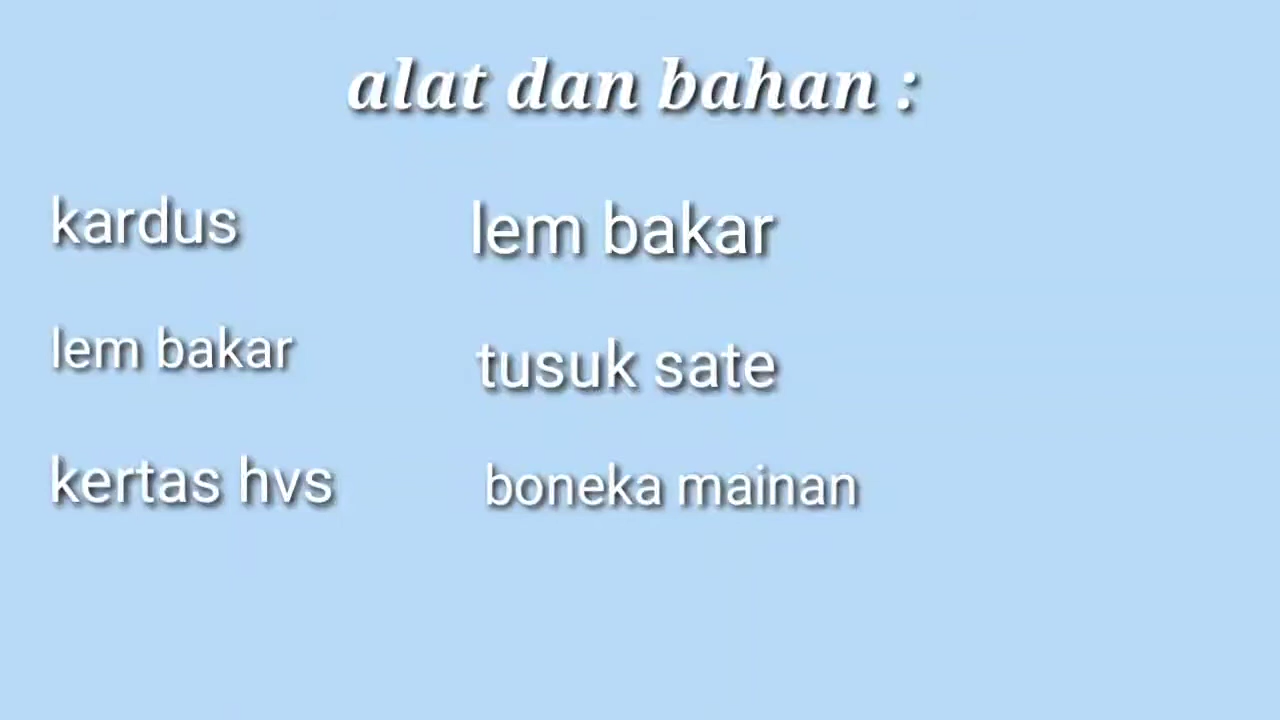 alat dan bahan :
kardus
lem bakar
kertas hvs
lem bakar
tusuk sate
boneka mainan